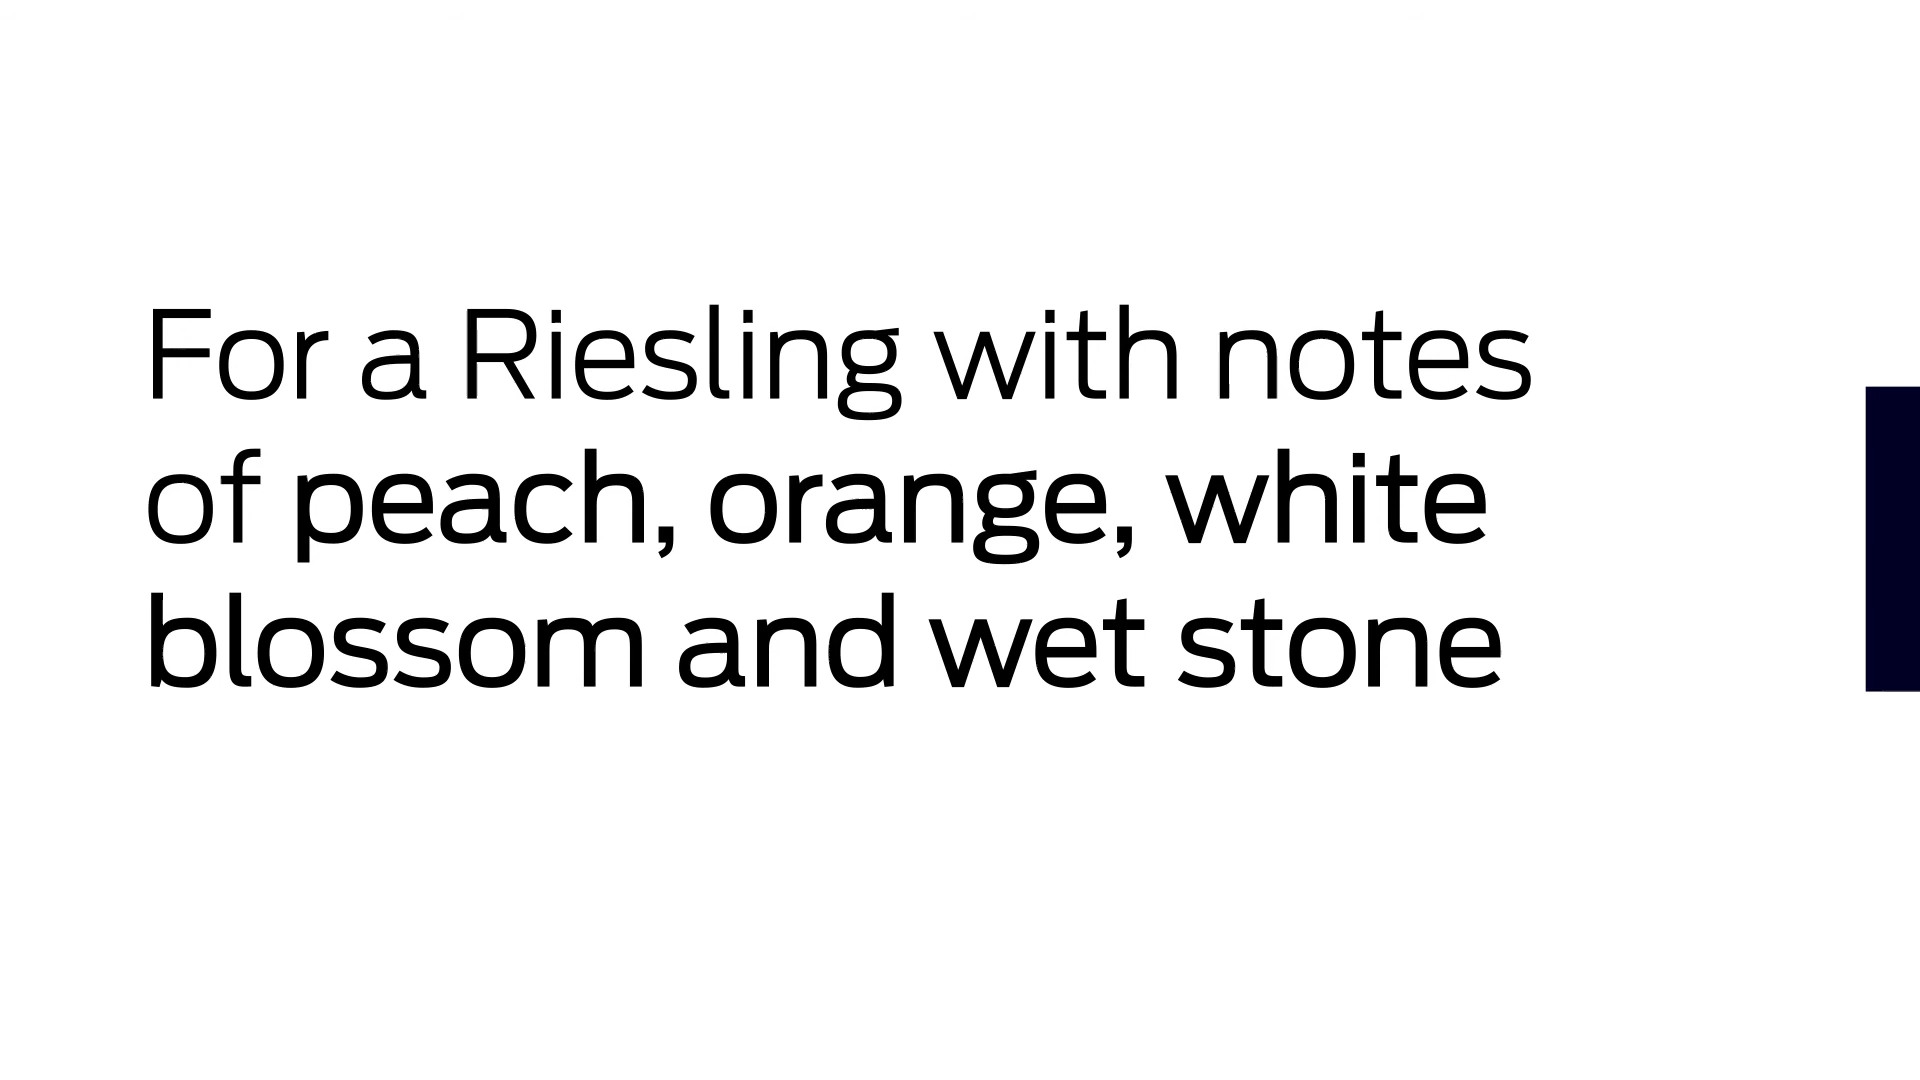 For a Riesling with notes
of peach, orange, white
blossom and wet stone